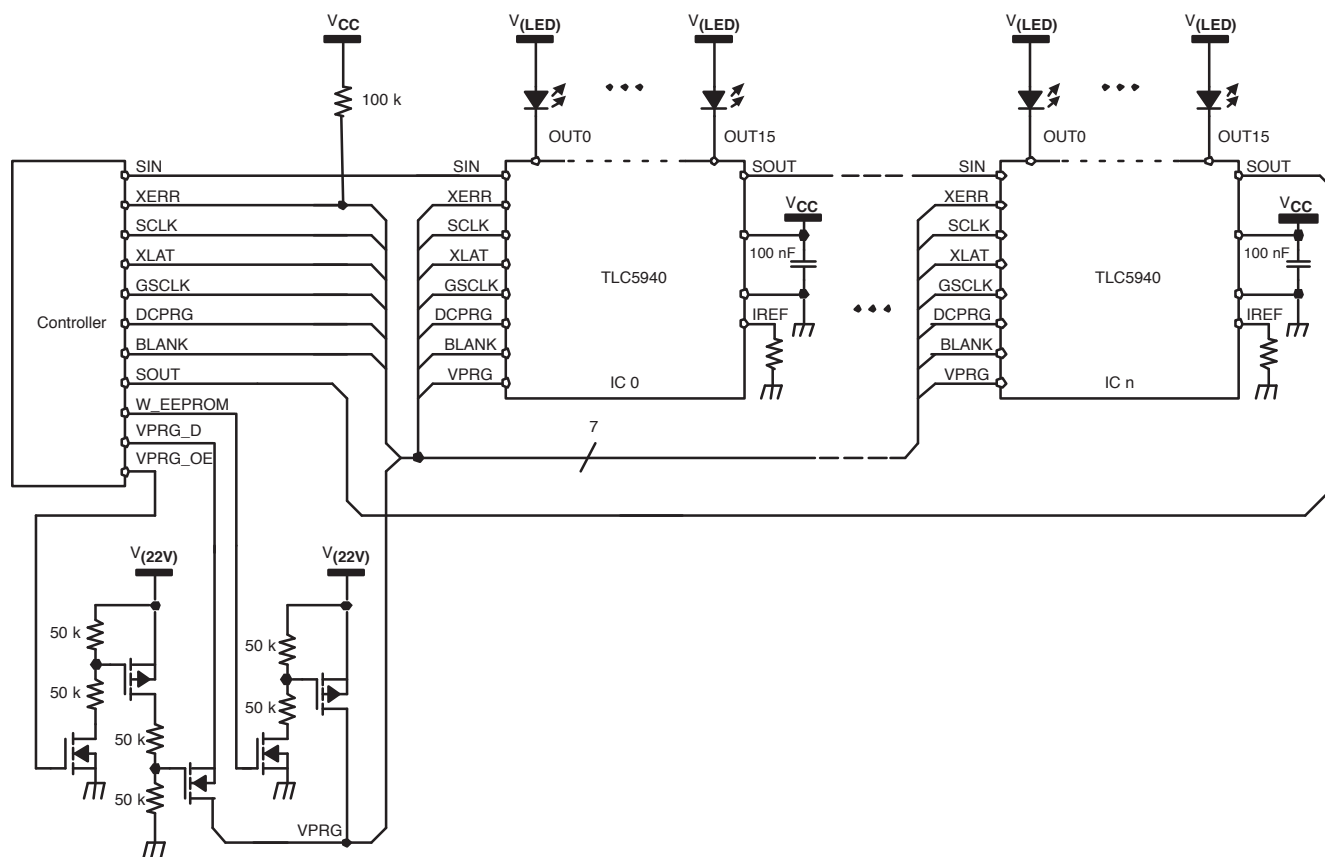 VCC
V(LED)
V(LED)
V(LED)
V(LED)
100 k
OUT0
OUT15
OUT0
OUT15
SIN
SIN
SOUT
SIN
SOUT
XERR
XERR
VCC
XERR
VCC
SCLK
SCLK
SCLK
XLAT
XLAT
100 nF
XLAT
100 nF
TLC5940
TLC5940
GSCLK
GSCLK
GSCLK
Controller
DCPRG
DCPRG
IREF
DCPRG
IREF
BLANK
BLANK
BLANK
SOUT
VPRG
IC 0
VPRG
IC n
W_EEPROM
VPRG_D
7
VPRG_OE
V(22V)
V(22V)
50 k
50 k
50 k
50 k
50 k
50 k
VPRG